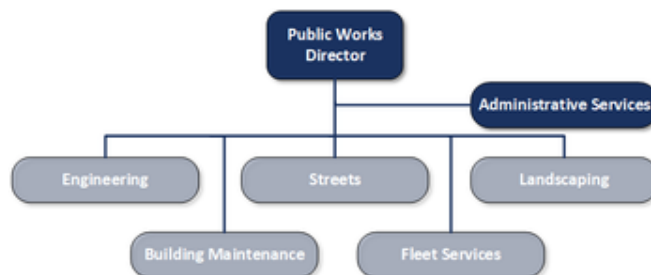 Public Works
Director
Administrative Services
Engineering
Streets
Landscaping
Building Maintenance
Fleet Services